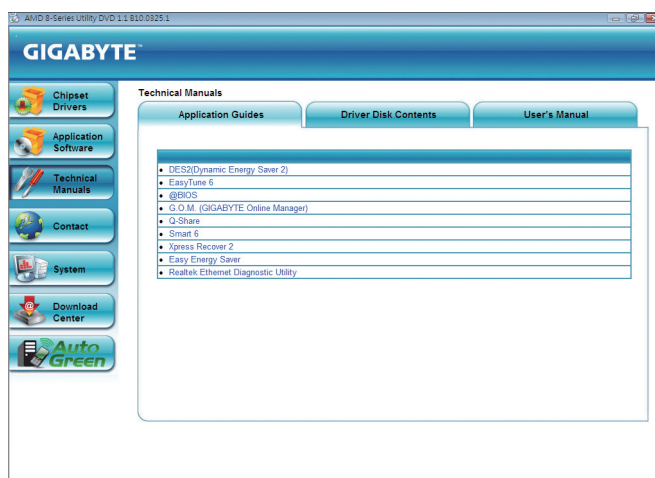 AMD 8-Series Utility DVD 1.1 B10.0325.1
GIGABYTE™
Chipset
Drivers
Application
Software
Technical
Manuals
Contact
System
Download
Center
Auto
Green
Technical Manuals
Application Guides
Driver Disk Contents
User's Manual
• DES2(Dynamic Energy Saver 2)
• EasyTune 6
• @BIOS
• G.O.M. (GIGABYTE Online Manager)
• Q-Share
• Smart 6
• Xpress Recover 2
• Easy Energy Saver
• Realtek Ethernet Diagnostic Utility